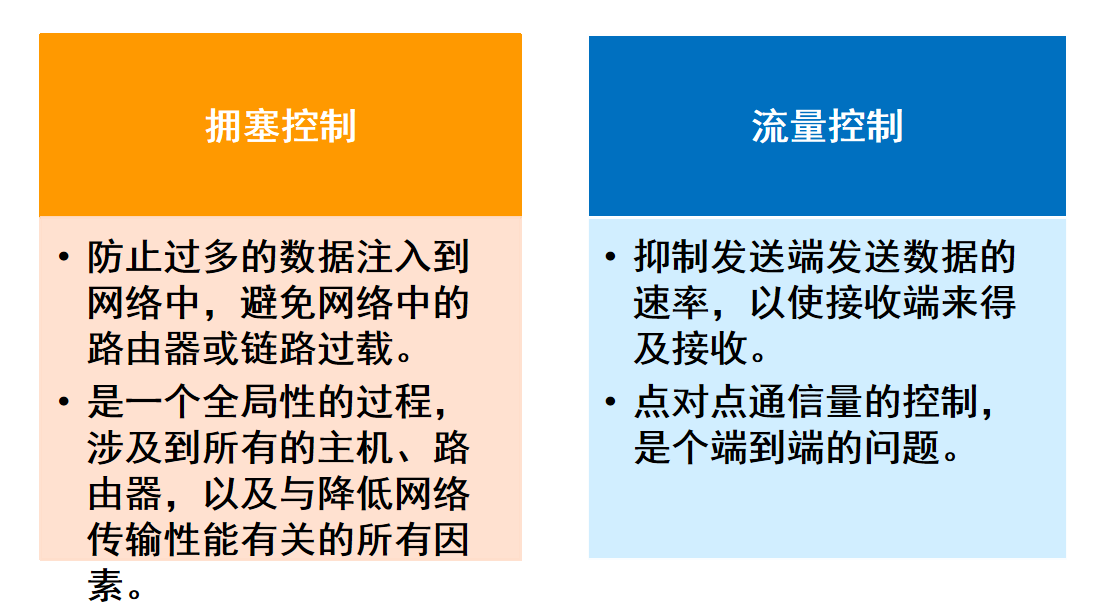 拥塞控制
• 防止过多的数据注入到
网络中，避免网络中的
路由器或链路过载。
• 是一个全局性的过程，
涉及到所有的主机、路
由器，以及与降低网络
传输性能有关的所有因
素。
流量控制
• 抑制发送端发送数据的
速率，以使接收端来得
及接收。
• 点对点通信量的控制，
是个端到端的问题。